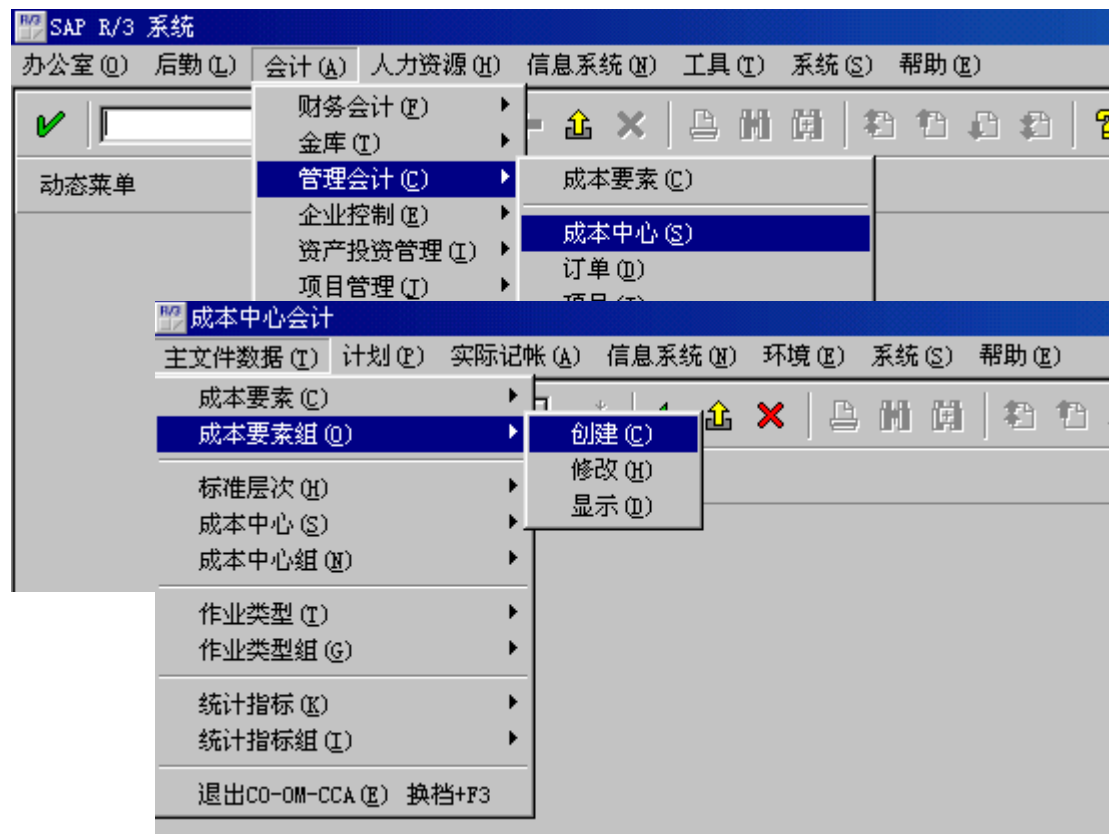 SAP R/3 系统
办公室(O) 后勤(L) 会计(A) 人力资源(H) 信息系统(N) 工具(T) 系统(S) 帮助(E)
财务会计(F)
金库(T)
动态菜单
管理会计(C)
企业控制(E)
资产投资管理(I)
项目管理(J)
成本要素(C)
成本中心(S)
订单(D)
项目(T)
成本中心会计
主文件数据(T) 计划(P) 实际记帐(A) 信息系统(N) 环境(E) 系统(S) 帮助(E)
成本要素(C)
成本要素组(O)
标准层次(H)
成本中心(S)
成本中心组(N)
作业类型(T)
作业类型组(G)
统计指标(K)
统计指标组(I)
退出CO-OM-CCA(E) 换档+F3
创建(C)
修改(H)
显示(D)